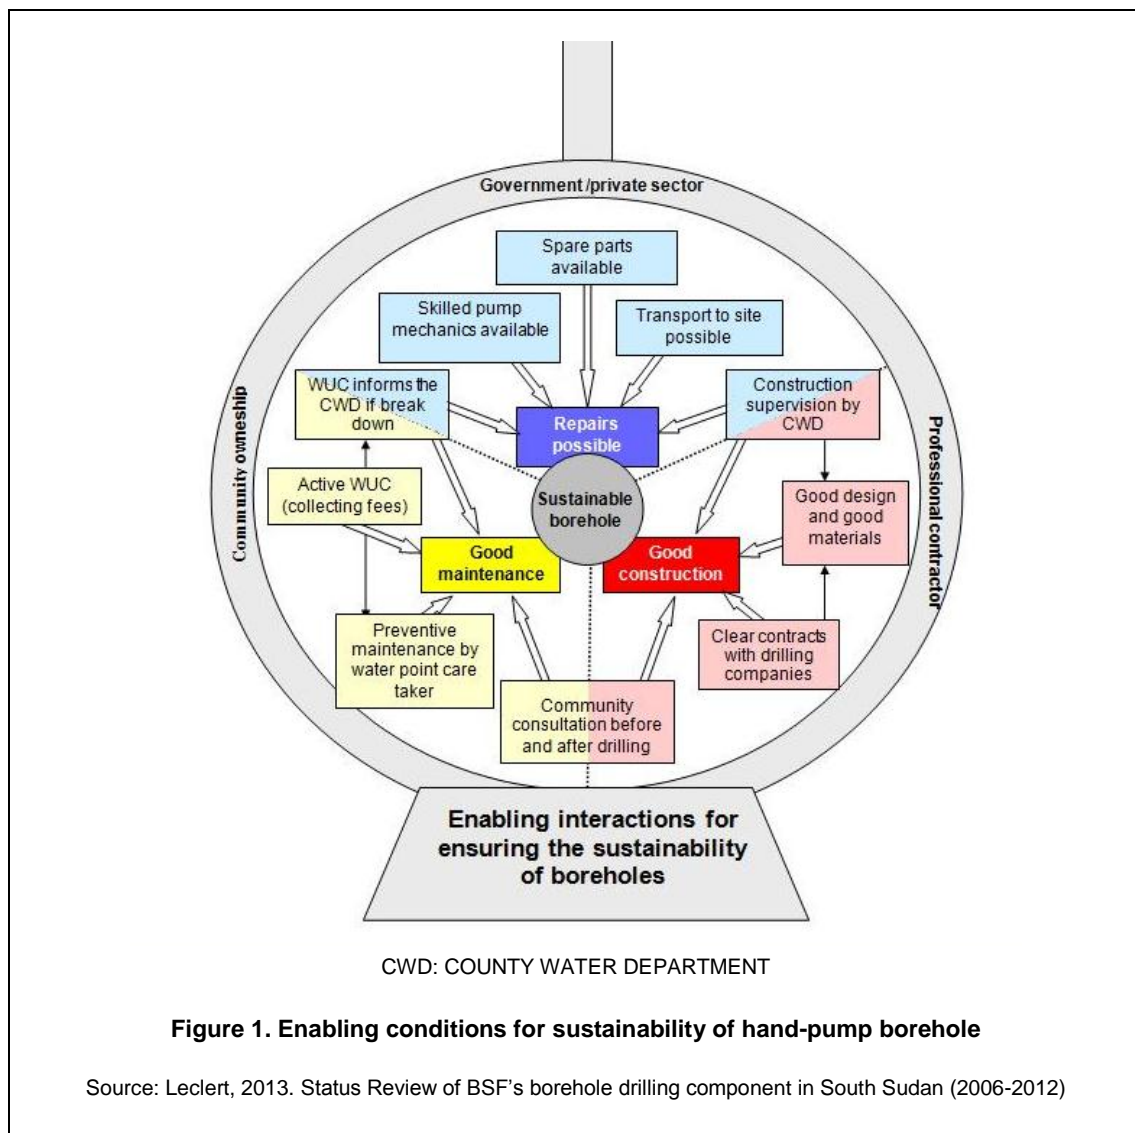 Government /private sector
Spare parts
available
Skilled pump
mechanics available
Transport to site
possible
WUC informs the
CWD if break
down
Construction
supervision by
CWD
Repairs
possible
Community owneship
Professional contractor
Active WUC
(collecting fees)
Sustainable
borehole
Good design
and good
materials
Good
maintenance
Good
construction
Preventive
maintenance by
water point care
taker
Clear contracts
with drilling
companies
Community
consultation before
and after drilling
Enabling interactions for
ensuring the sustainability
of boreholes
CWD: COUNTY WATER DEPARTMENT
Figure 1. Enabling conditions for sustainability of hand-pump borehole
Source: Leclert, 2013. Status Review of BSF's borehole drilling component in South Sudan (2006-2012)